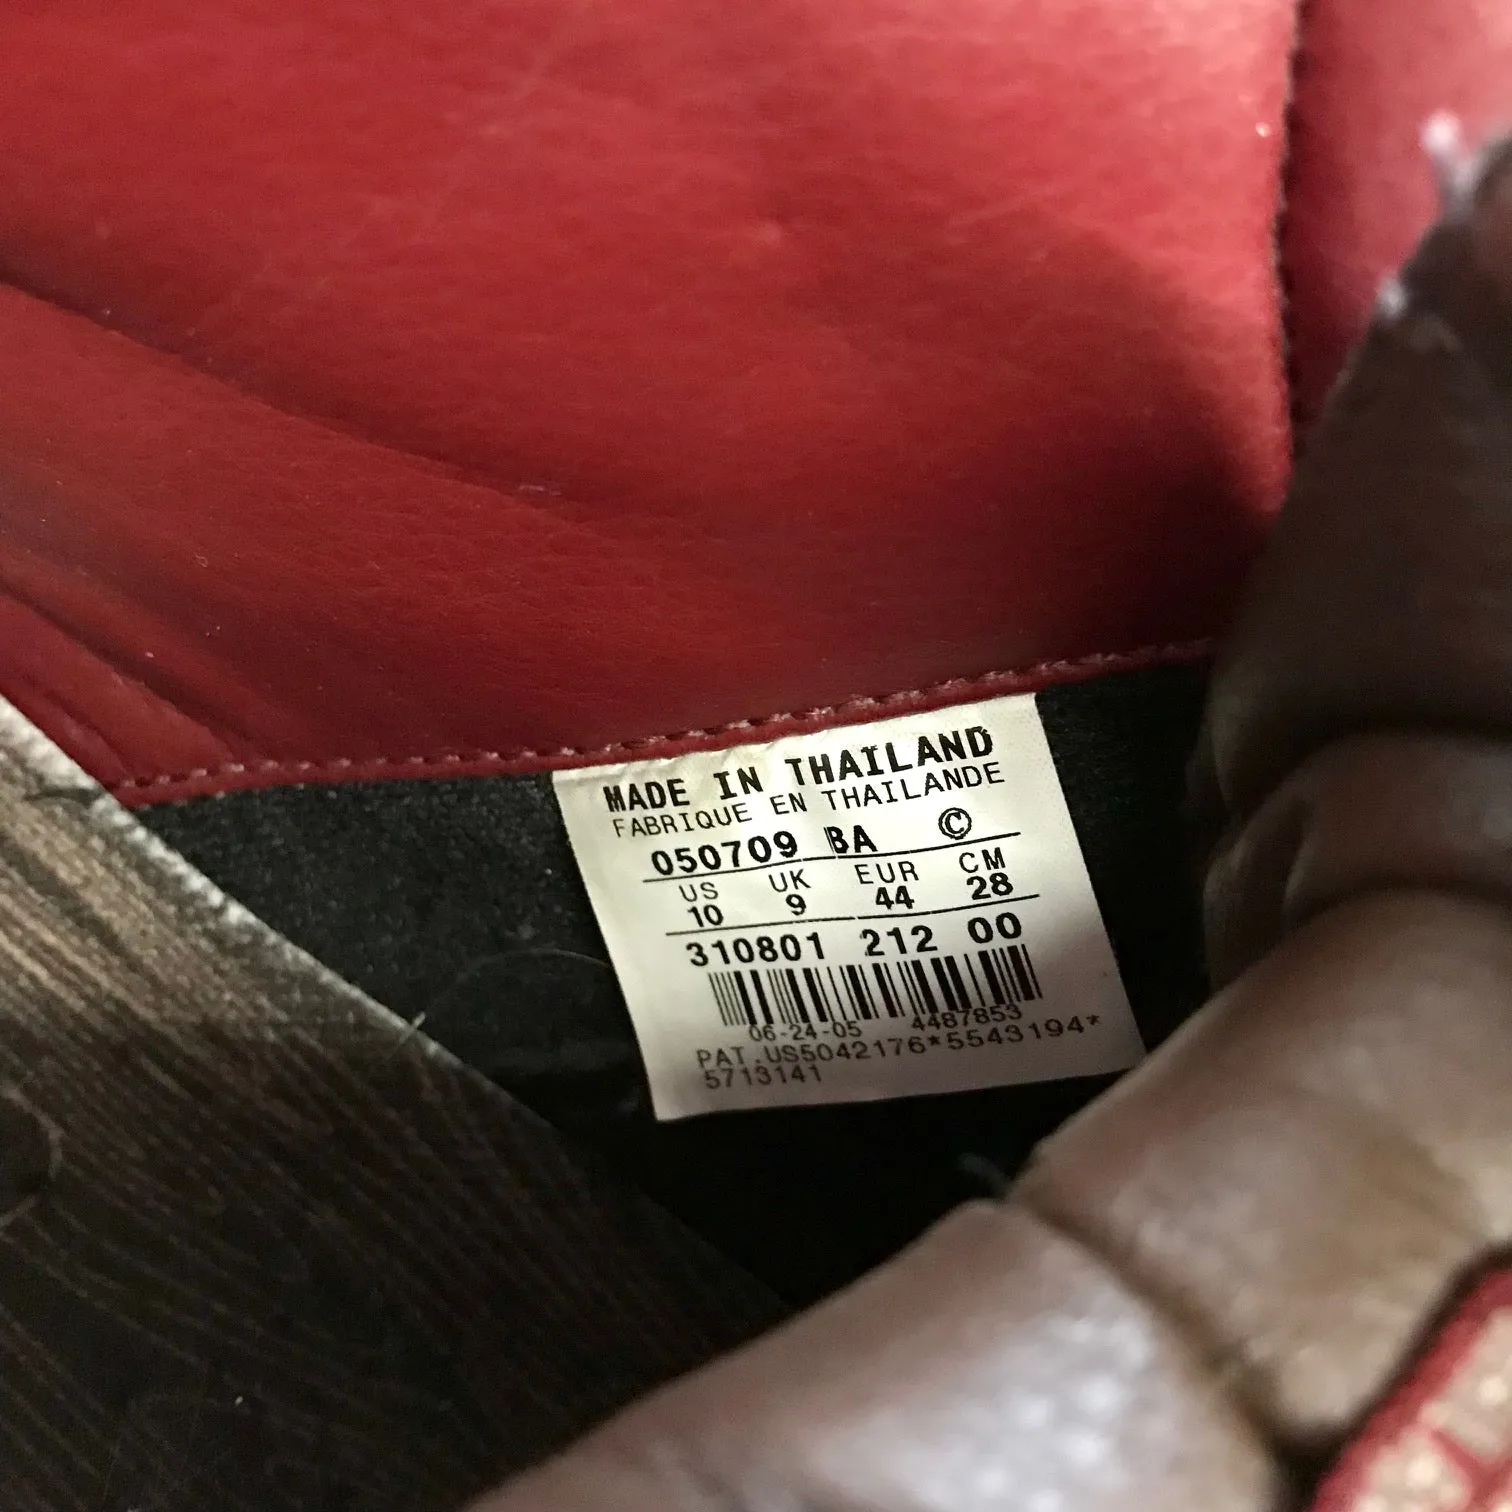 MADE IN THAILAND
FABRIQUE EN THAILANDE
050709 BA ©
US UK EUR CM
10 9 44 28
310801 212 00
06-24-05 4487853
PAT.US5042176*5543194*
5713141